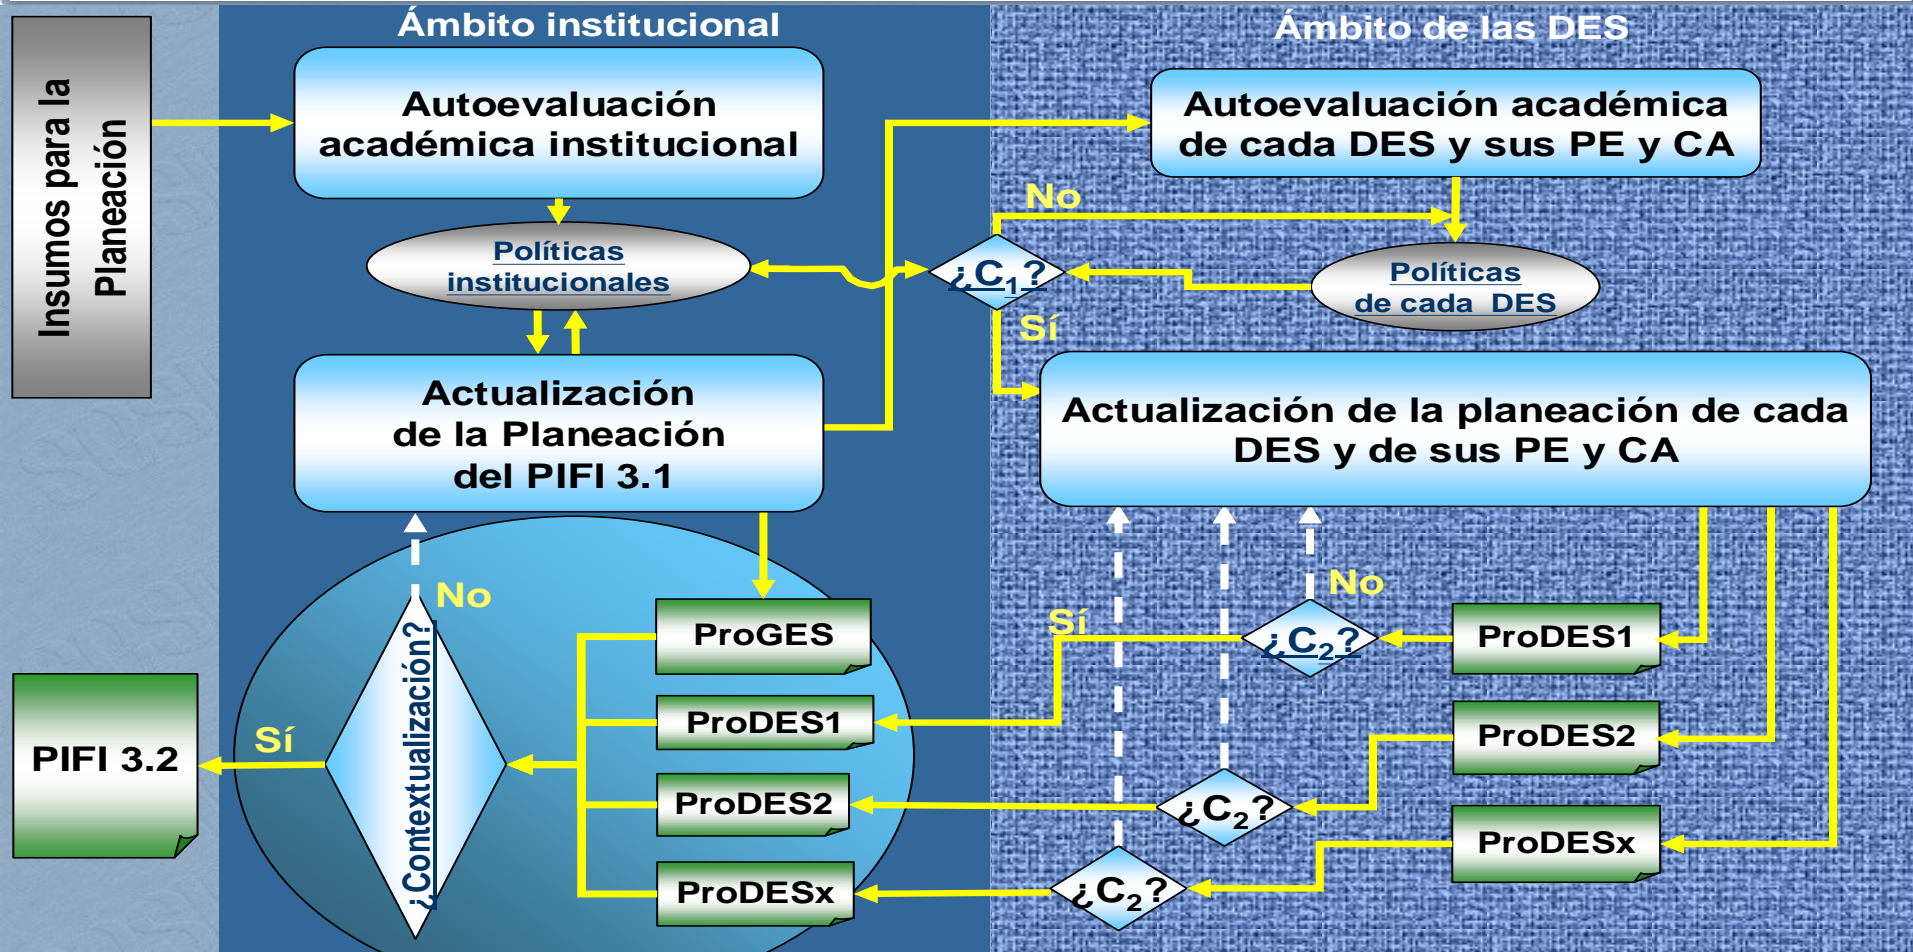 Insumos para la
Planeación
Ámbito institucional
Autoevaluación
académica institucional
Políticas
institucionales
Actualización
de la Planeación
del PIFI 3.1
Ámbito de las DES
Autoevaluación académica
de cada DES y sus PE y CA
No
¿C1?
Políticas
de cada DES
Sí
Actualización de la planeación de cada
DES y de sus PE y CA
No
¿Contextualización?
Sí
PIFI 3.2
ProGES
ProDES1
ProDES2
ProDESx
Sí
No
¿C2?
ProDES1
¿C2?
ProDES2
¿C2?
ProDESx